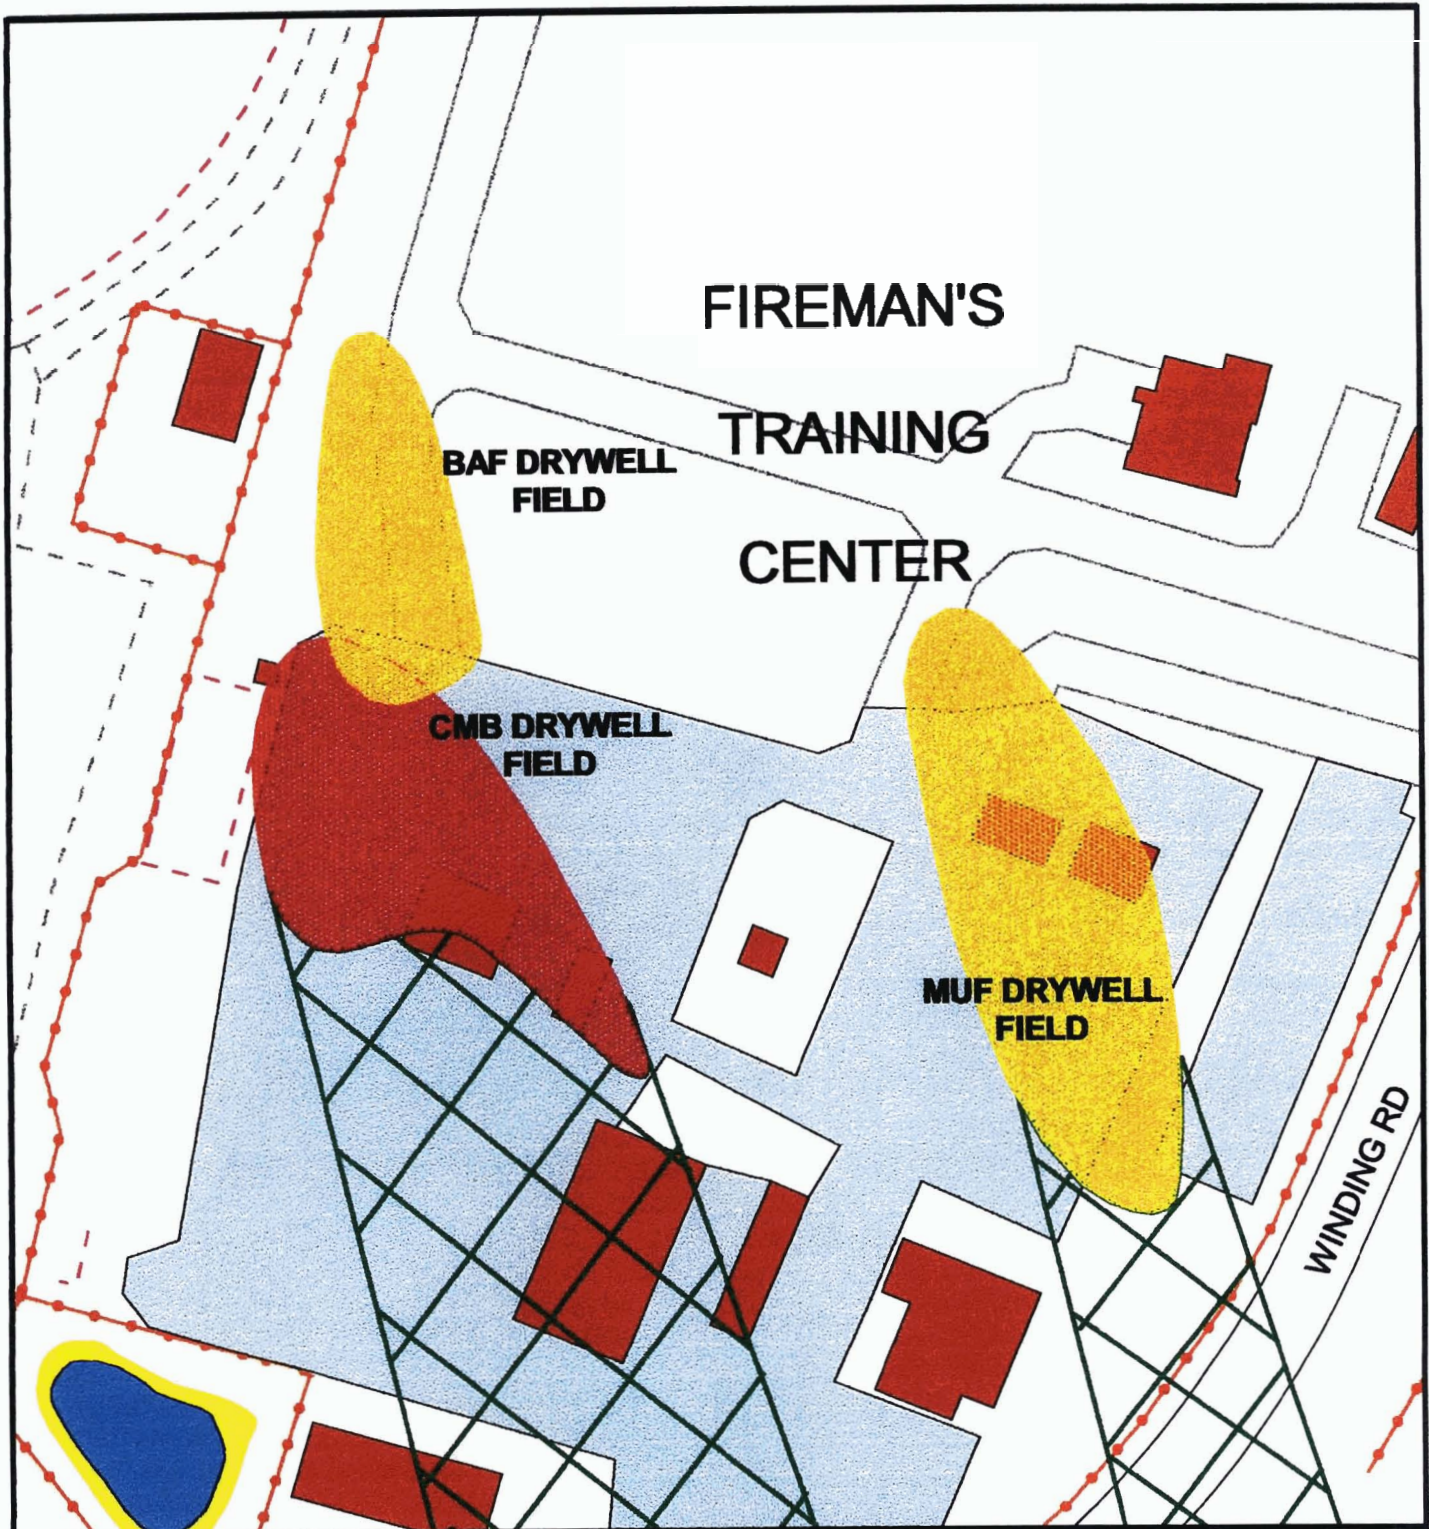 FIREMAN'S
TRAINING
CENTER
BAF DRYWELL
FIELD
CMB DRYWELL
FIELD
MUF DRYWELL
FIELD
WINDING RD